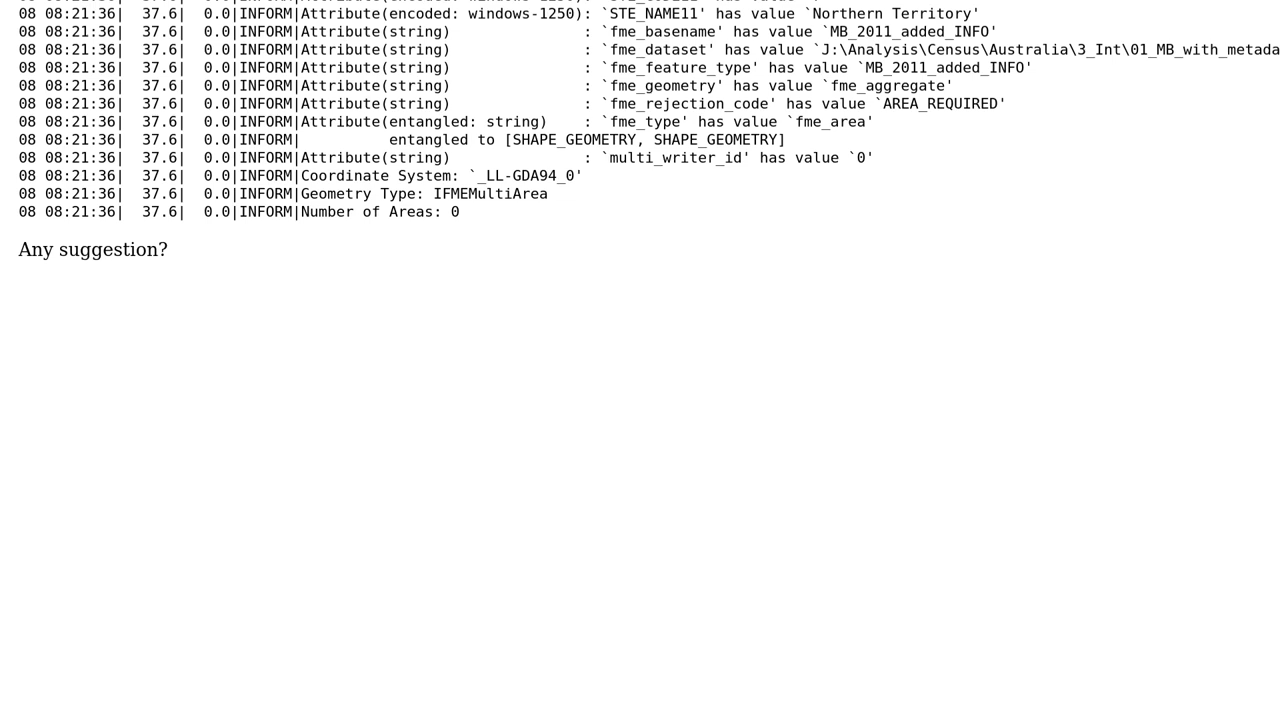 08 08:21:36|  37.6|  0.0|INFORM|Attribute(encoded: windows-1250): `STE_NAME11' has value `Northern Territory'
08 08:21:36|  37.6|  0.0|INFORM|Attribute(string)               : `fme_basename' has value `MB_2011_added_INFO'
08 08:21:36|  37.6|  0.0|INFORM|Attribute(string)               : `fme_dataset' has value `J:\Analysis\Census\Australia\3_Int\01_MB_with_metada
08 08:21:36|  37.6|  0.0|INFORM|Attribute(string)               : `fme_feature_type' has value `MB_2011_added_INFO'
08 08:21:36|  37.6|  0.0|INFORM|Attribute(string)               : `fme_geometry' has value `fme_aggregate'
08 08:21:36|  37.6|  0.0|INFORM|Attribute(string)               : `fme_rejection_code' has value `AREA_REQUIRED'
08 08:21:36|  37.6|  0.0|INFORM|Attribute(entangled: string)    : `fme_type' has value `fme_area'
08 08:21:36|  37.6|  0.0|INFORM|          entangled to [SHAPE_GEOMETRY, SHAPE_GEOMETRY]
08 08:21:36|  37.6|  0.0|INFORM|Attribute(string)               : `multi_writer_id' has value `0'
08 08:21:36|  37.6|  0.0|INFORM|Coordinate System: `_LL-GDA94_0'
08 08:21:36|  37.6|  0.0|INFORM|Geometry Type: IFMEMultiArea
08 08:21:36|  37.6|  0.0|INFORM|Number of Areas: 0
Any suggestion?